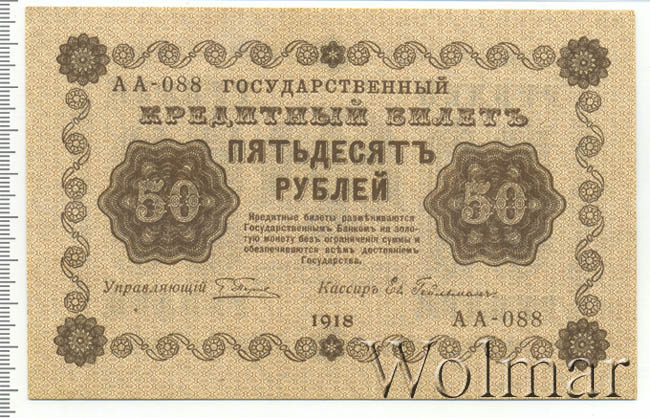 АА-088 ГОСУДАРСТВЕННЫЙ
КРЕДИТНЫЙ БИЛЕТЪ
ПЯТЬДЕСЯТЪ
РУБЛЕЙ
50
50
Кредитные билеты размѣниваются
Государственнымъ Банкомъ на золо-
тую монету безъ ограниченія суммы и
обезпечиваются всѣмъ достояніемъ
Государства.
Управляющій
Кассиръ
1918
АА-088
Wolmar